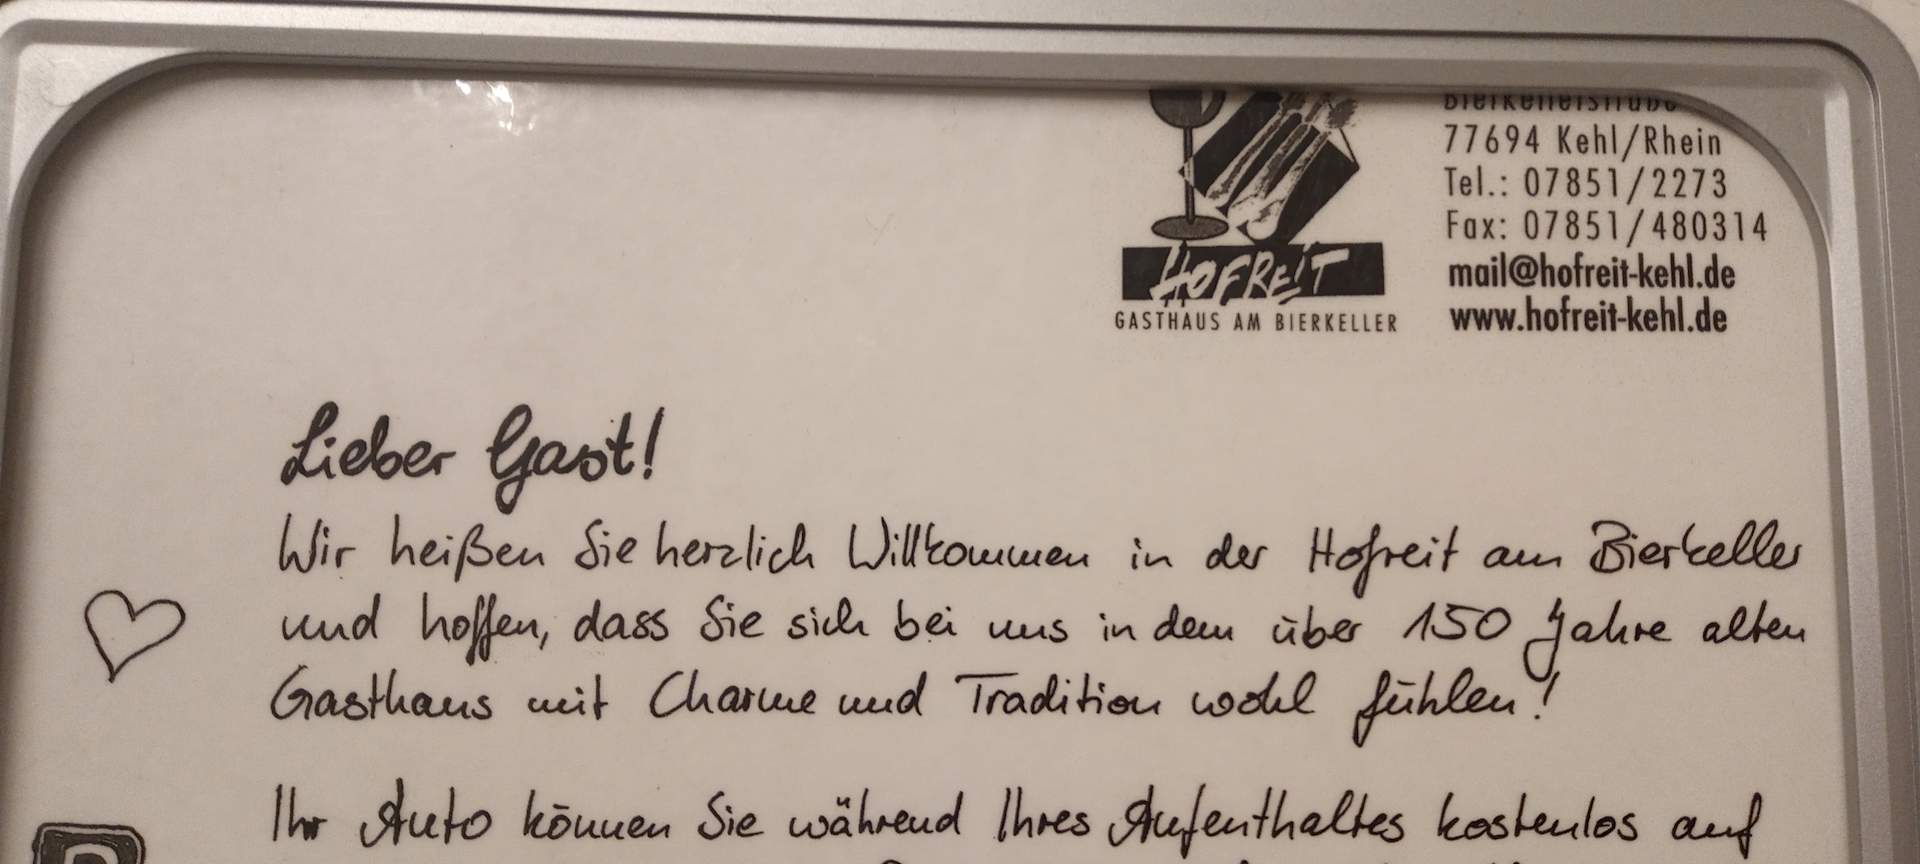 77694 Kehl/Rhein
Tel.: 07851/2273
Fax: 07851/480314
mail@hofreit-kehl.de
www.hofreit-kehl.de
HOFREIT
GASTHAUS AM BIERKELLER
Lieber Gast!
Wir heißen Sie herzlich Willkommen in der Hofreit am Bierkeller
und hoffen, dass Sie sich bei uns in dem über 150 Jahre alten
Gasthaus mit Charme und Tradition wohl fühlen!
Ihr Auto können Sie während Ihres Aufenthaltes kostenlos auf